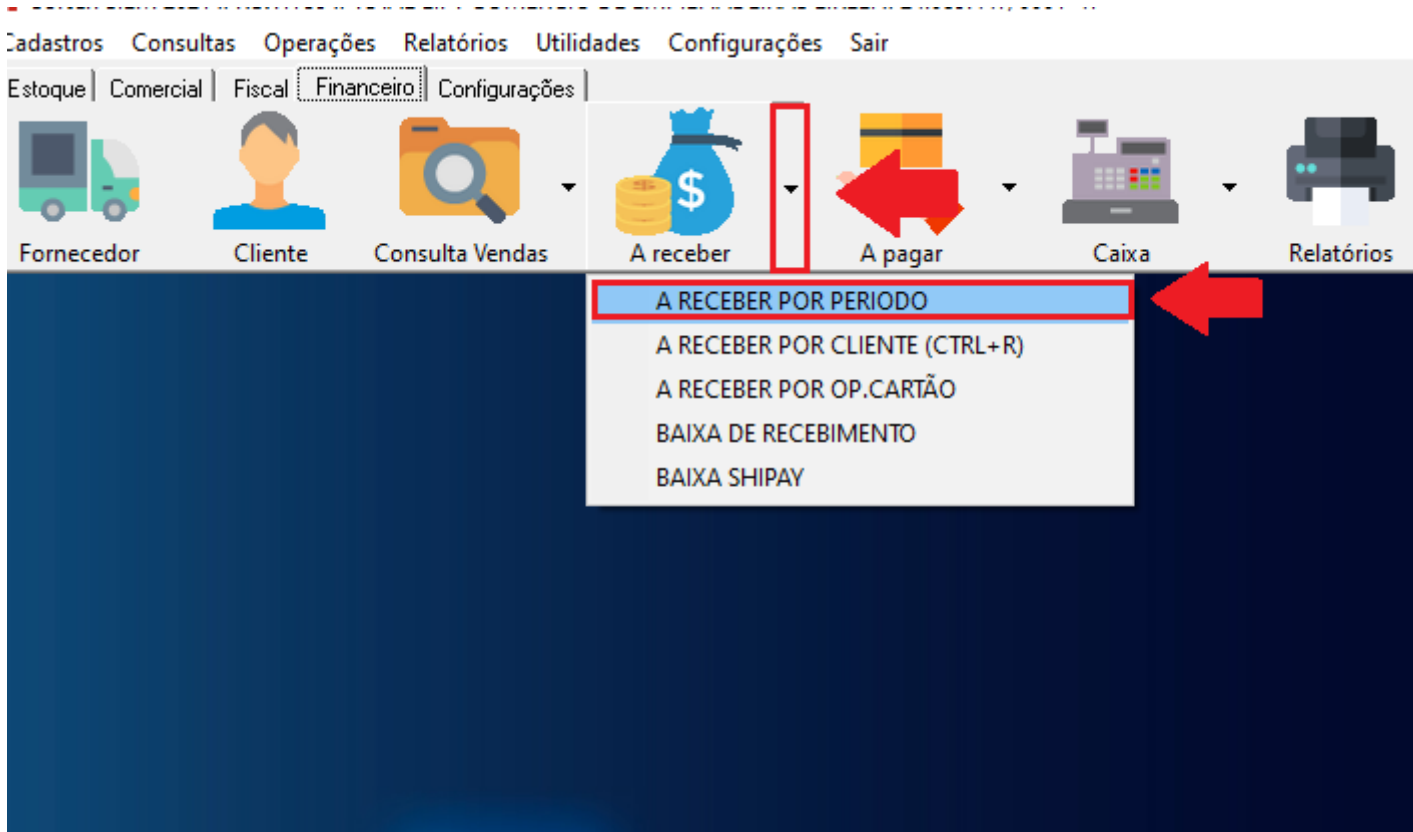 Cadastros Consultas Operações Relatórios Utilidades Configurações Sair
Estoque Comercial Fiscal Financeiro Configurações
$ $
Fornecedor Cliente Consulta Vendas A receber A pagar Caixa Relatórios
A RECEBER POR PERIODO
A RECEBER POR CLIENTE (CTRL+R)
A RECEBER POR OP.CARTÃO
BAIXA DE RECEBIMENTO
BAIXA SHIPAY